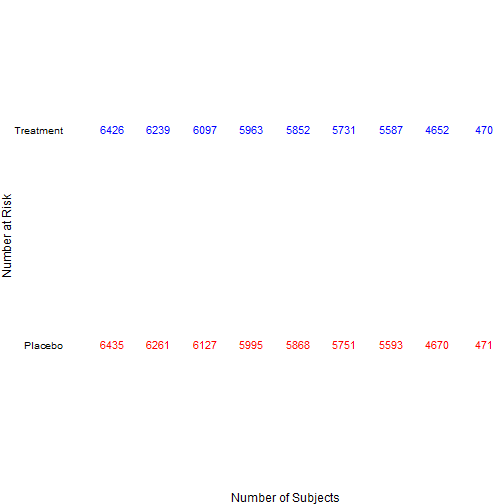 Treatment 6426 6239 6097 5963 5852 5731 5587 4652 470
Number at Risk
Placebo 6435 6261 6127 5995 5868 5751 5593 4670 471
Number of Subjects